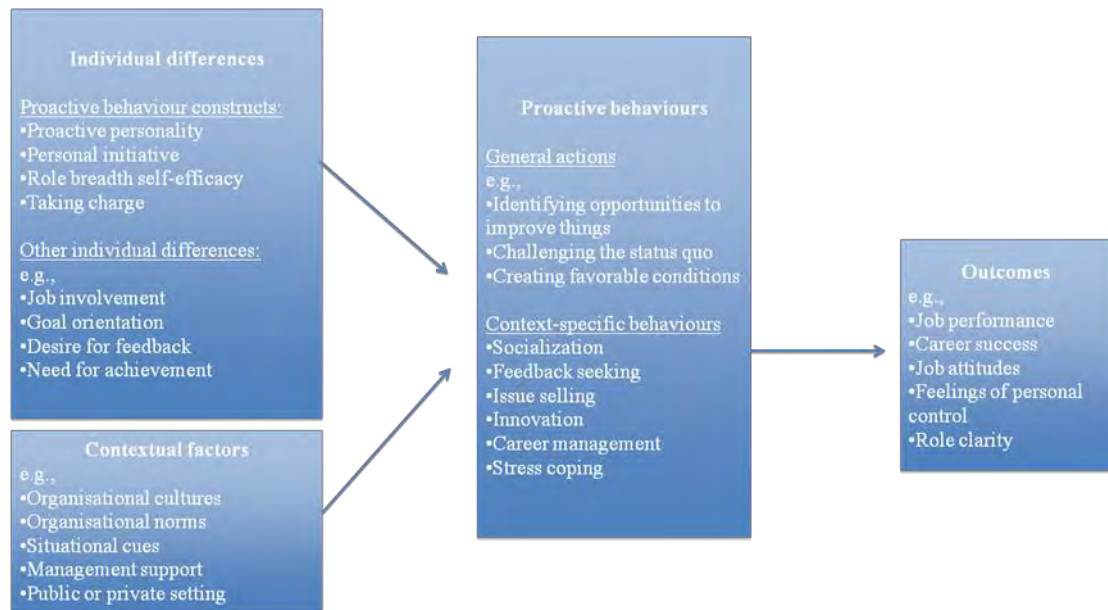 Individual differences
Proactive behaviour constructs:
•Proactive personality
•Personal initiative
•Role breadth self-efficacy
•Taking charge
Other individual differences:
e.g.,
•Job involvement
•Goal orientation
•Desire for feedback
•Need for achievement
Contextual factors
e.g.,
•Organisational cultures
•Organisational norms
•Situational cues
•Management support
•Public or private setting
Proactive behaviours
General actions
e.g.,
•Identifying opportunities to
improve things
•Challenging the status quo
•Creating favorable conditions
Context-specific behaviours
•Socialization
•Feedback seeking
•Issue selling
•Innovation
•Career management
•Stress coping
Outcomes
e.g.,
•Job performance
•Career success
•Job attitudes
•Feelings of personal
control
•Role clarity